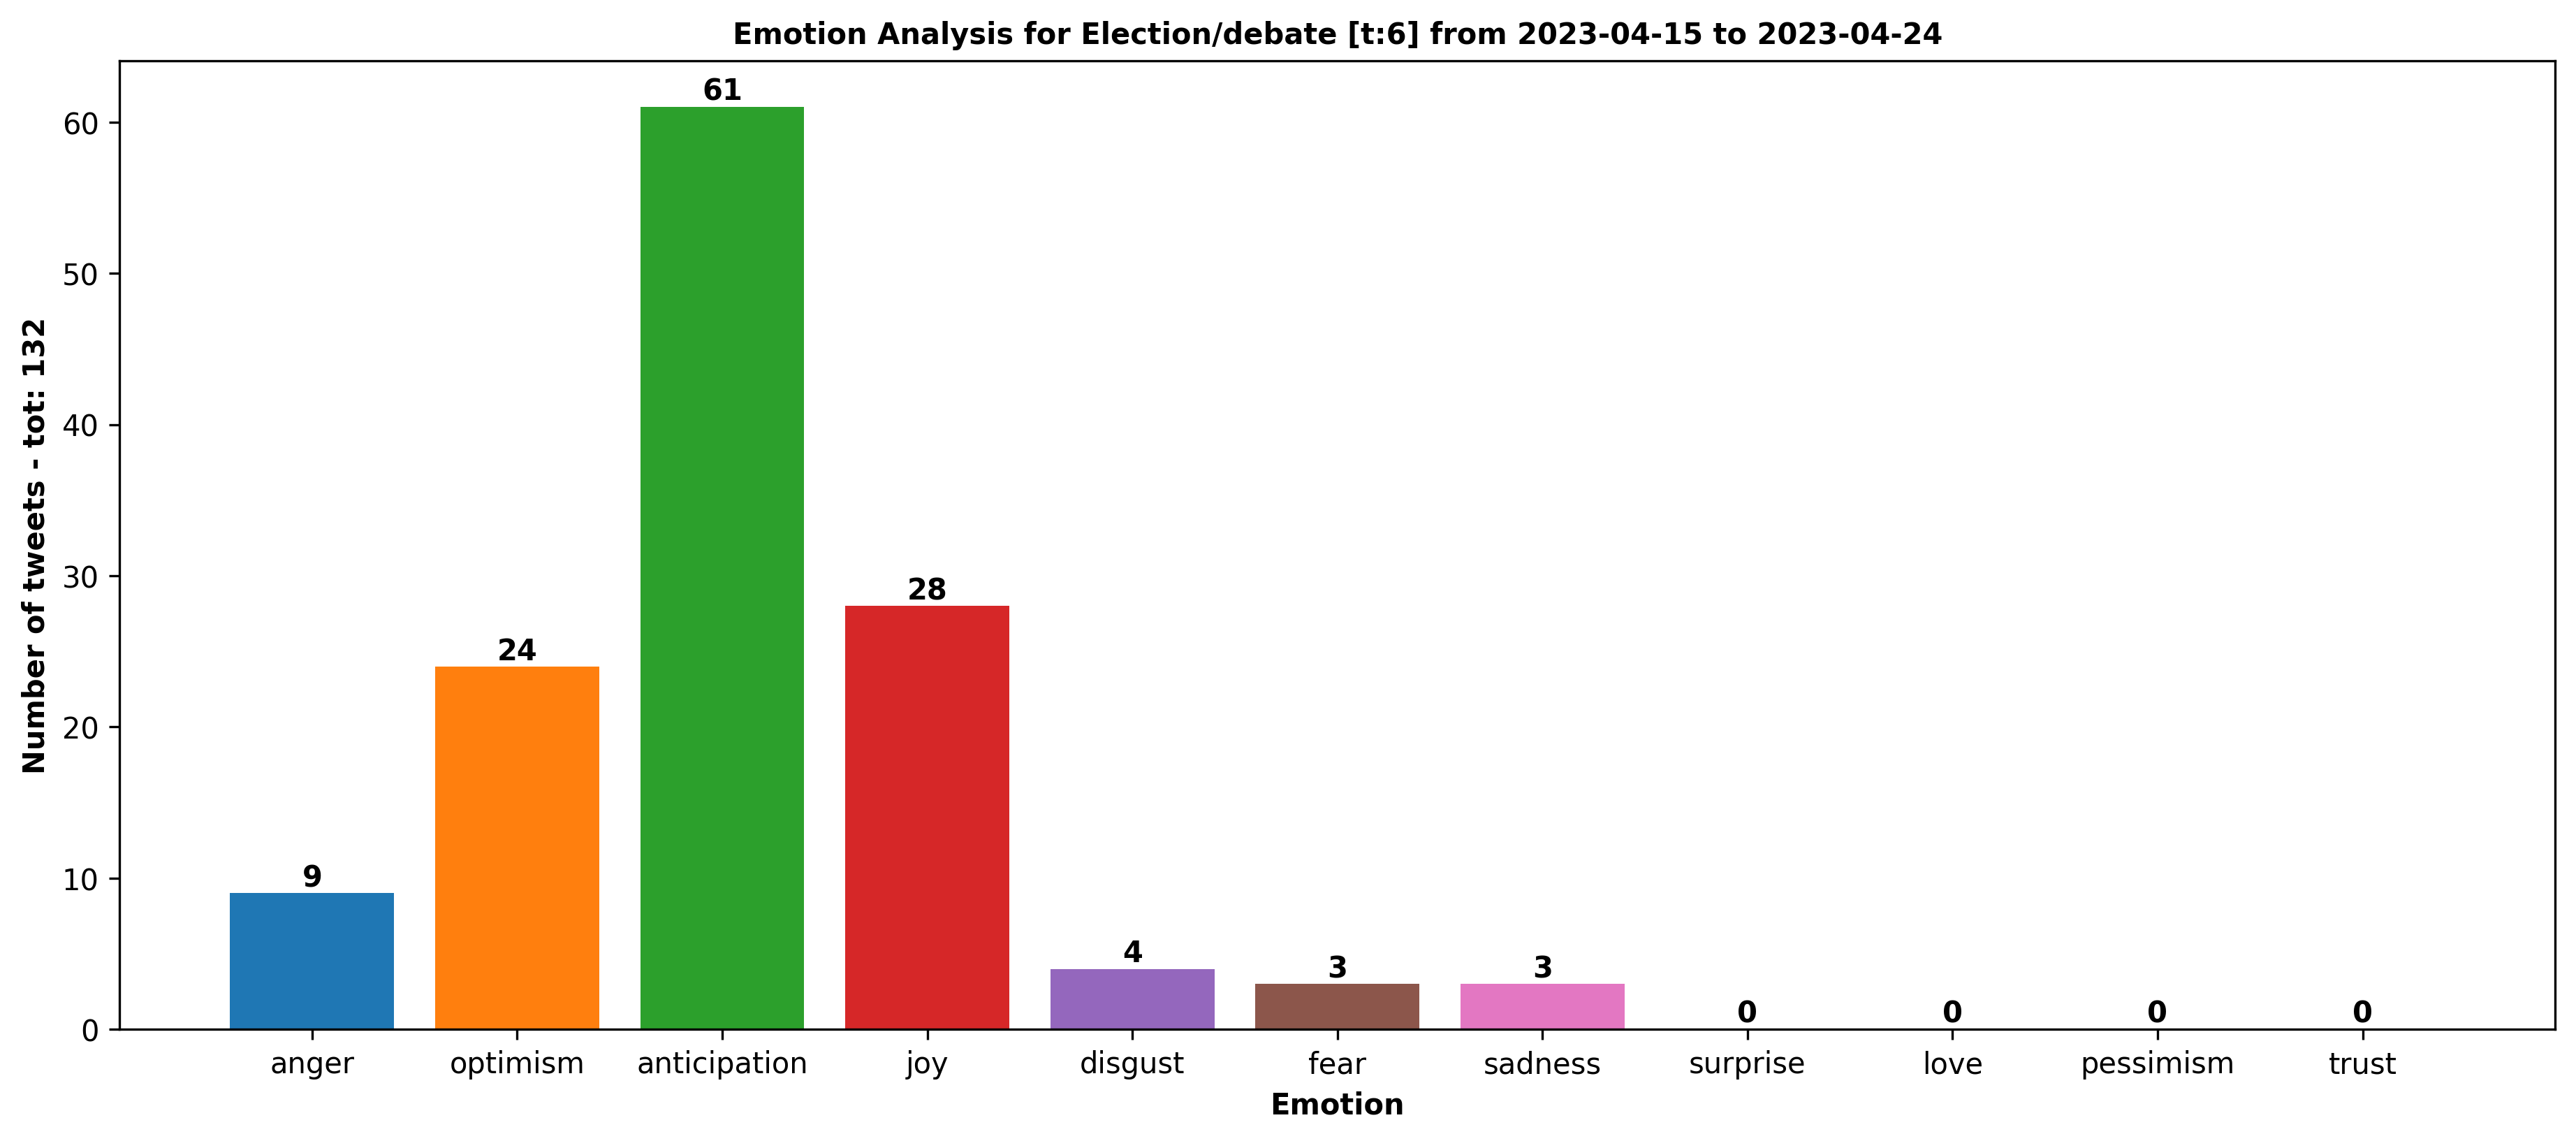 Emotion Analysis for Election/debate [t:6] from 2023-04-15 to 2023-04-24
Number of tweets - tot: 132
60
50
40
30
20
10
0
9
24
61
28
4
3
3
0
0
0
0
anger
optimism
anticipation
joy
disgust
fear
sadness
surprise
love
pessimism
trust
Emotion